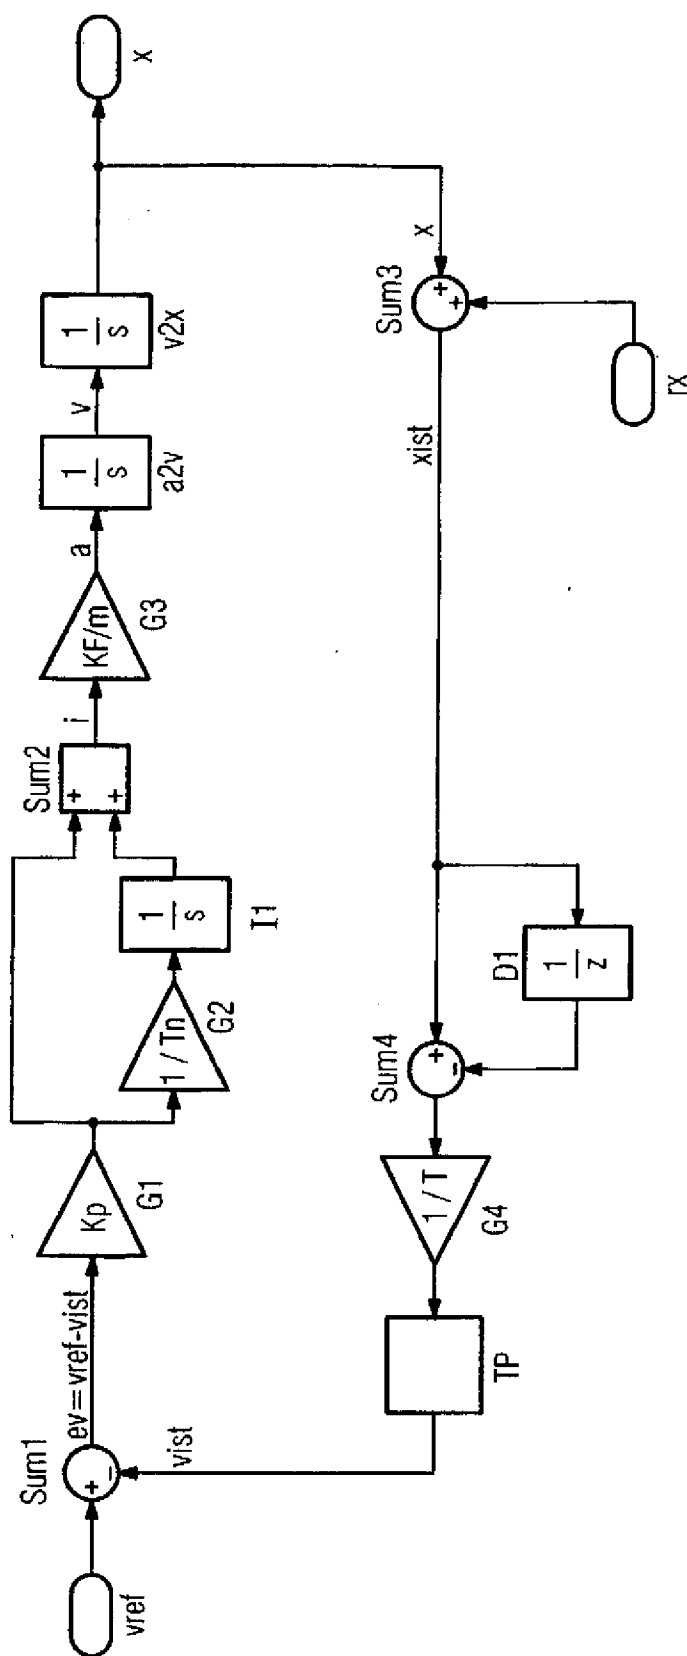 vref
Sum1
+
-
ev=vref-vist
Kp
G1
1 / Tn
G2
1
s
I1
Sum2
+
+
i
KF/m
G3
a
1
s
a2v
v
1
s
v2x
x
x
Sum3
+
+
rx
xist
D1
1
z
Sum4
+
-
1 / T
G4
TP
vist